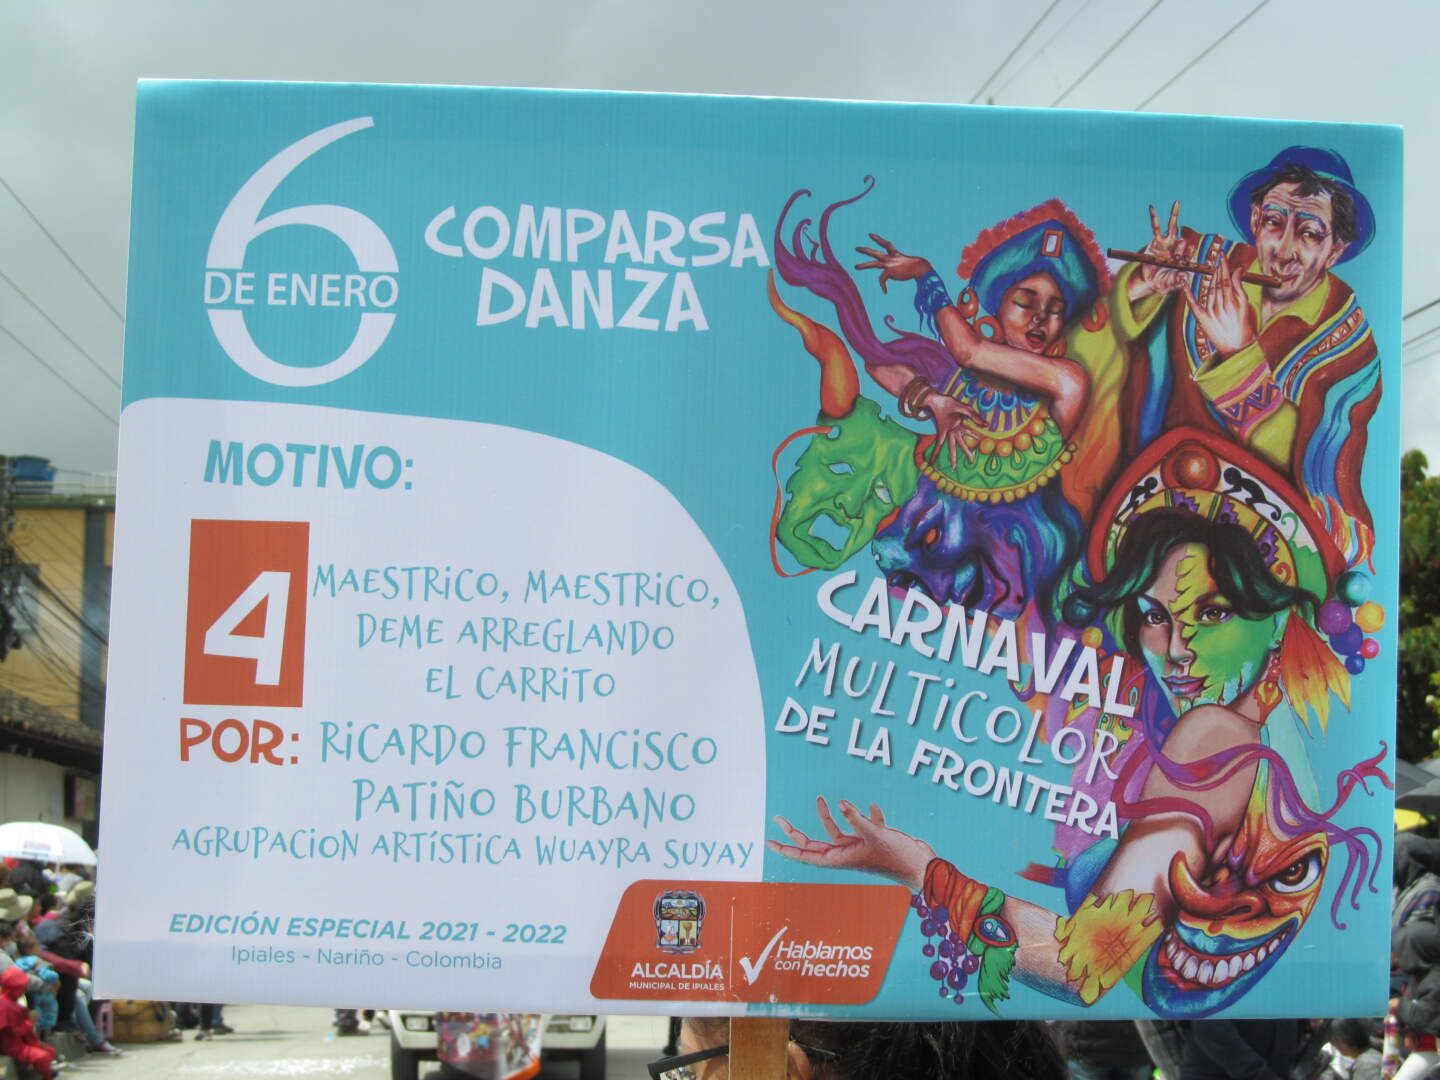 6
DE ENERO
COMPARSA
DANZA
MOTIVO:
4
MAESTRICO, MAESTRICO,
DEME ARREGLANDO
EL CARRITO
POR: RICARDO FRANCISCO
PATIÑO BURBANO
AGRUPACION ARTÍSTICA WUAYRA SUYAY
EDICIÓN ESPECIAL 2021 - 2022
Ipiales - Nariño - Colombia
CARNAVAL
MULTICOLOR
DE LA FRONTERA
ALCALDÍA
MUNICIPAL DE IPIALES
Hablamos
con hechos